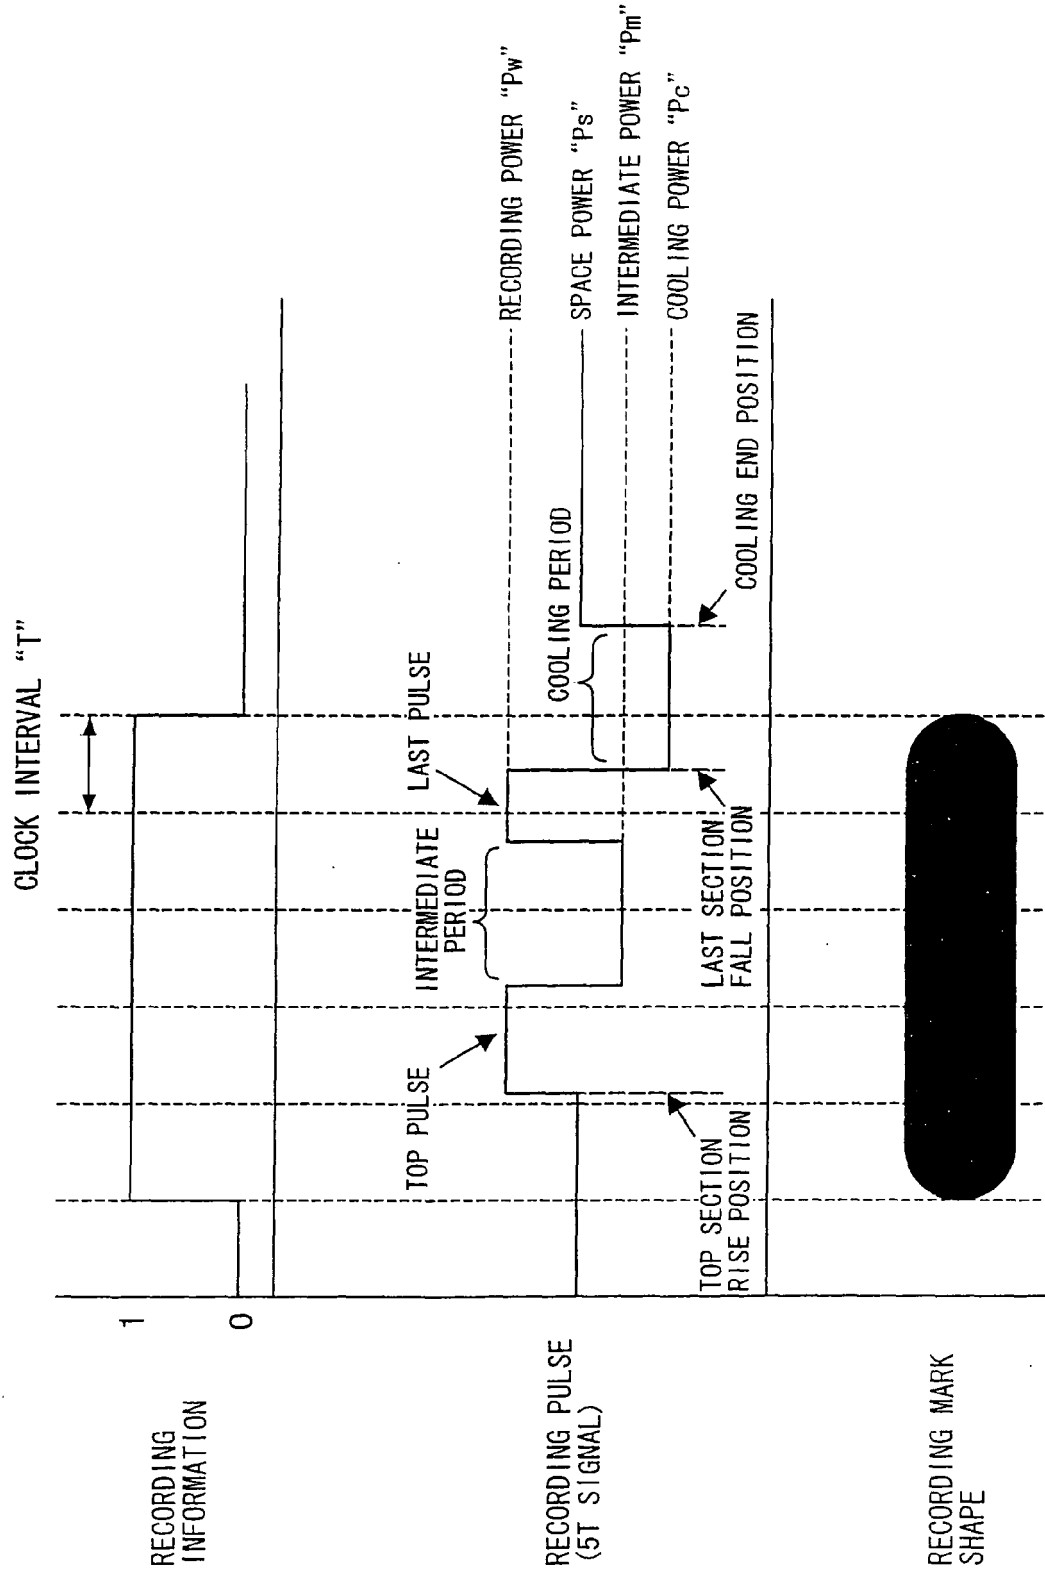 CLOCK INTERVAL “T”
RECORDING
INFORMATION
1
0
RECORDING PULSE
(5T SIGNAL)
TOP PULSE
INTERMEDIATE
PERIOD
LAST PULSE
COOLING PERIOD
RECORDING POWER “Pw”
SPACE POWER “Ps”
INTERMEDIATE POWER “Pm”
COOLING POWER “Pc”
TOP SECTION
RISE POSITION
LAST SECTION
FALL POSITION
COOLING END POSITION
RECORDING MARK
SHAPE